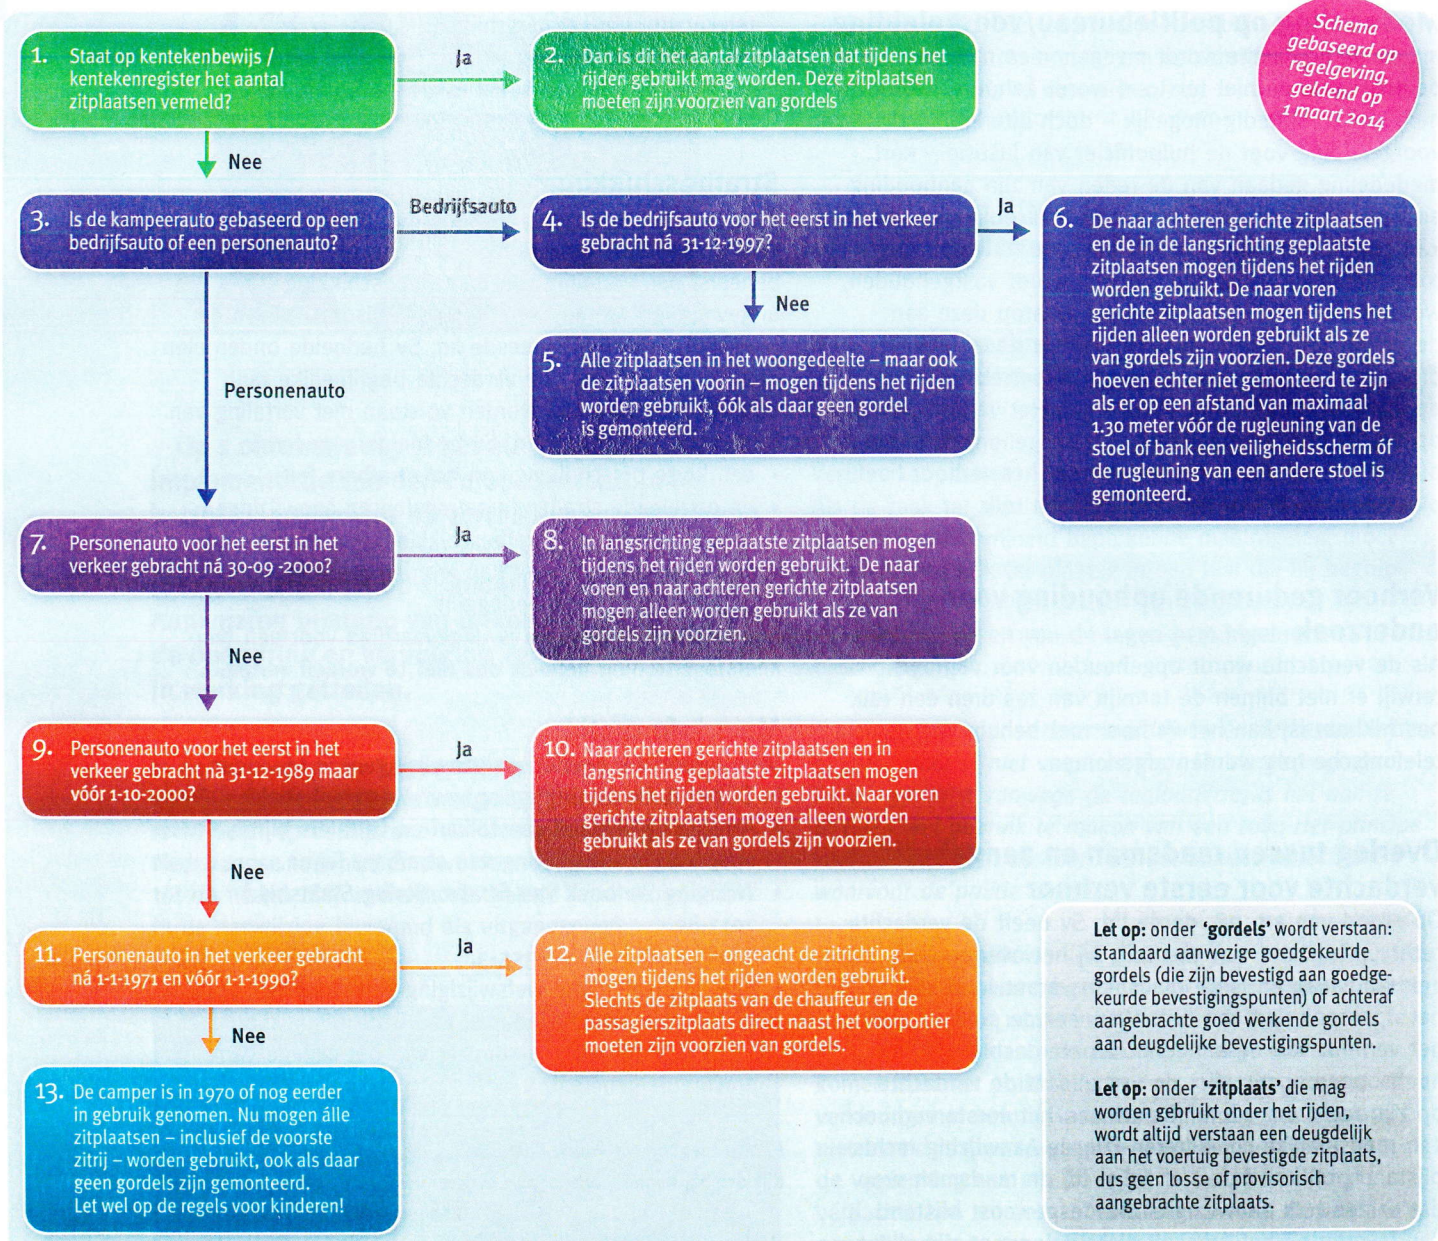 Schema
gebaseerd op
regelgeving,
geldend op
1 maart 2014
1. Staat op kentekenbewijs /
kentekenregister het aantal
zitplaatsen vermeld?
Ja
2. Dan is dit het aantal zitplaatsen dat tijdens het
rijden gebruikt mag worden. Deze zitplaatsen
moeten zijn voorzien van gordels
Nee
3. Is de kampeerauto gebaseerd op een
bedrijfsauto of een personenauto?
Bedrijfsauto
4. Is de bedrijfsauto voor het eerst in het verkeer
gebracht ná 31-12-1997?
Ja
6. De naar achteren gerichte zitplaatsen
en de in de langsrichting geplaatste
zitplaatsen mogen tijdens het rijden
worden gebruikt. De naar voren
gerichte zitplaatsen mogen tijdens het
rijden alleen worden gebruikt als ze
van gordels zijn voorzien. Deze gordels
hoeven echter niet gemonteerd te zijn
als er op een afstand van maximaal
1.30 meter vóór de rugleuning van de
stoel of bank een veiligheidsscherm óf
de rugleuning van een andere stoel is
gemonteerd.
Nee
5. Alle zitplaatsen in het woongedeelte – maar ook
de zitplaatsen voorin – mogen tijdens het rijden
worden gebruikt, óók als daar geen gordel
is gemonteerd.
Personenauto
7. Personenauto voor het eerst in het
verkeer gebracht ná 30-09 -2000?
Ja
8. In langsrichting geplaatste zitplaatsen mogen
tijdens het rijden worden gebruikt. De naar
voren en naar achteren gerichte zitplaatsen
mogen alleen worden gebruikt als ze van
gordels zijn voorzien.
Nee
9. Personenauto voor het eerst in het
verkeer gebracht nà 31-12-1989 maar
vóór 1-10-2000?
Ja
10. Naar achteren gerichte zitplaatsen en in
langsrichting geplaatste zitplaatsen mogen
tijdens het rijden worden gebruikt. Naar voren
gerichte zitplaatsen mogen alleen worden
gebruikt als ze van gordels zijn voorzien.
Nee
11. Personenauto in het verkeer gebracht
ná 1-1-1971 en vóór 1-1-1990?
Ja
12. Alle zitplaatsen – ongeacht de zitrichting –
mogen tijdens het rijden worden gebruikt.
Slechts de zitplaats van de chauffeur en de
passagierszitplaats direct naast het voorportier
moeten zijn voorzien van gordels.
Nee
13. De camper is in 1970 of nog eerder
in gebruik genomen. Nu mogen álle
zitplaatsen – inclusief de voorste
zitrij – worden gebruikt, ook als daar
geen gordels zijn gemonteerd.
Let wel op de regels voor kinderen!
Let op: onder ‘gordels’ wordt verstaan:
standaard aanwezige goedgekeurde
gordels (die zijn bevestigd aan goedge-
keurde bevestigingspunten) of achteraf
aangebrachte goed werkende gordels
aan deugdelijke bevestigingspunten.
Let op: onder ‘zitplaats’ die mag
worden gebruikt onder het rijden,
wordt altijd verstaan een deugdelijk
aan het voertuig bevestigde zitplaats,
dus geen losse of provisorisch
aangebrachte zitplaats.